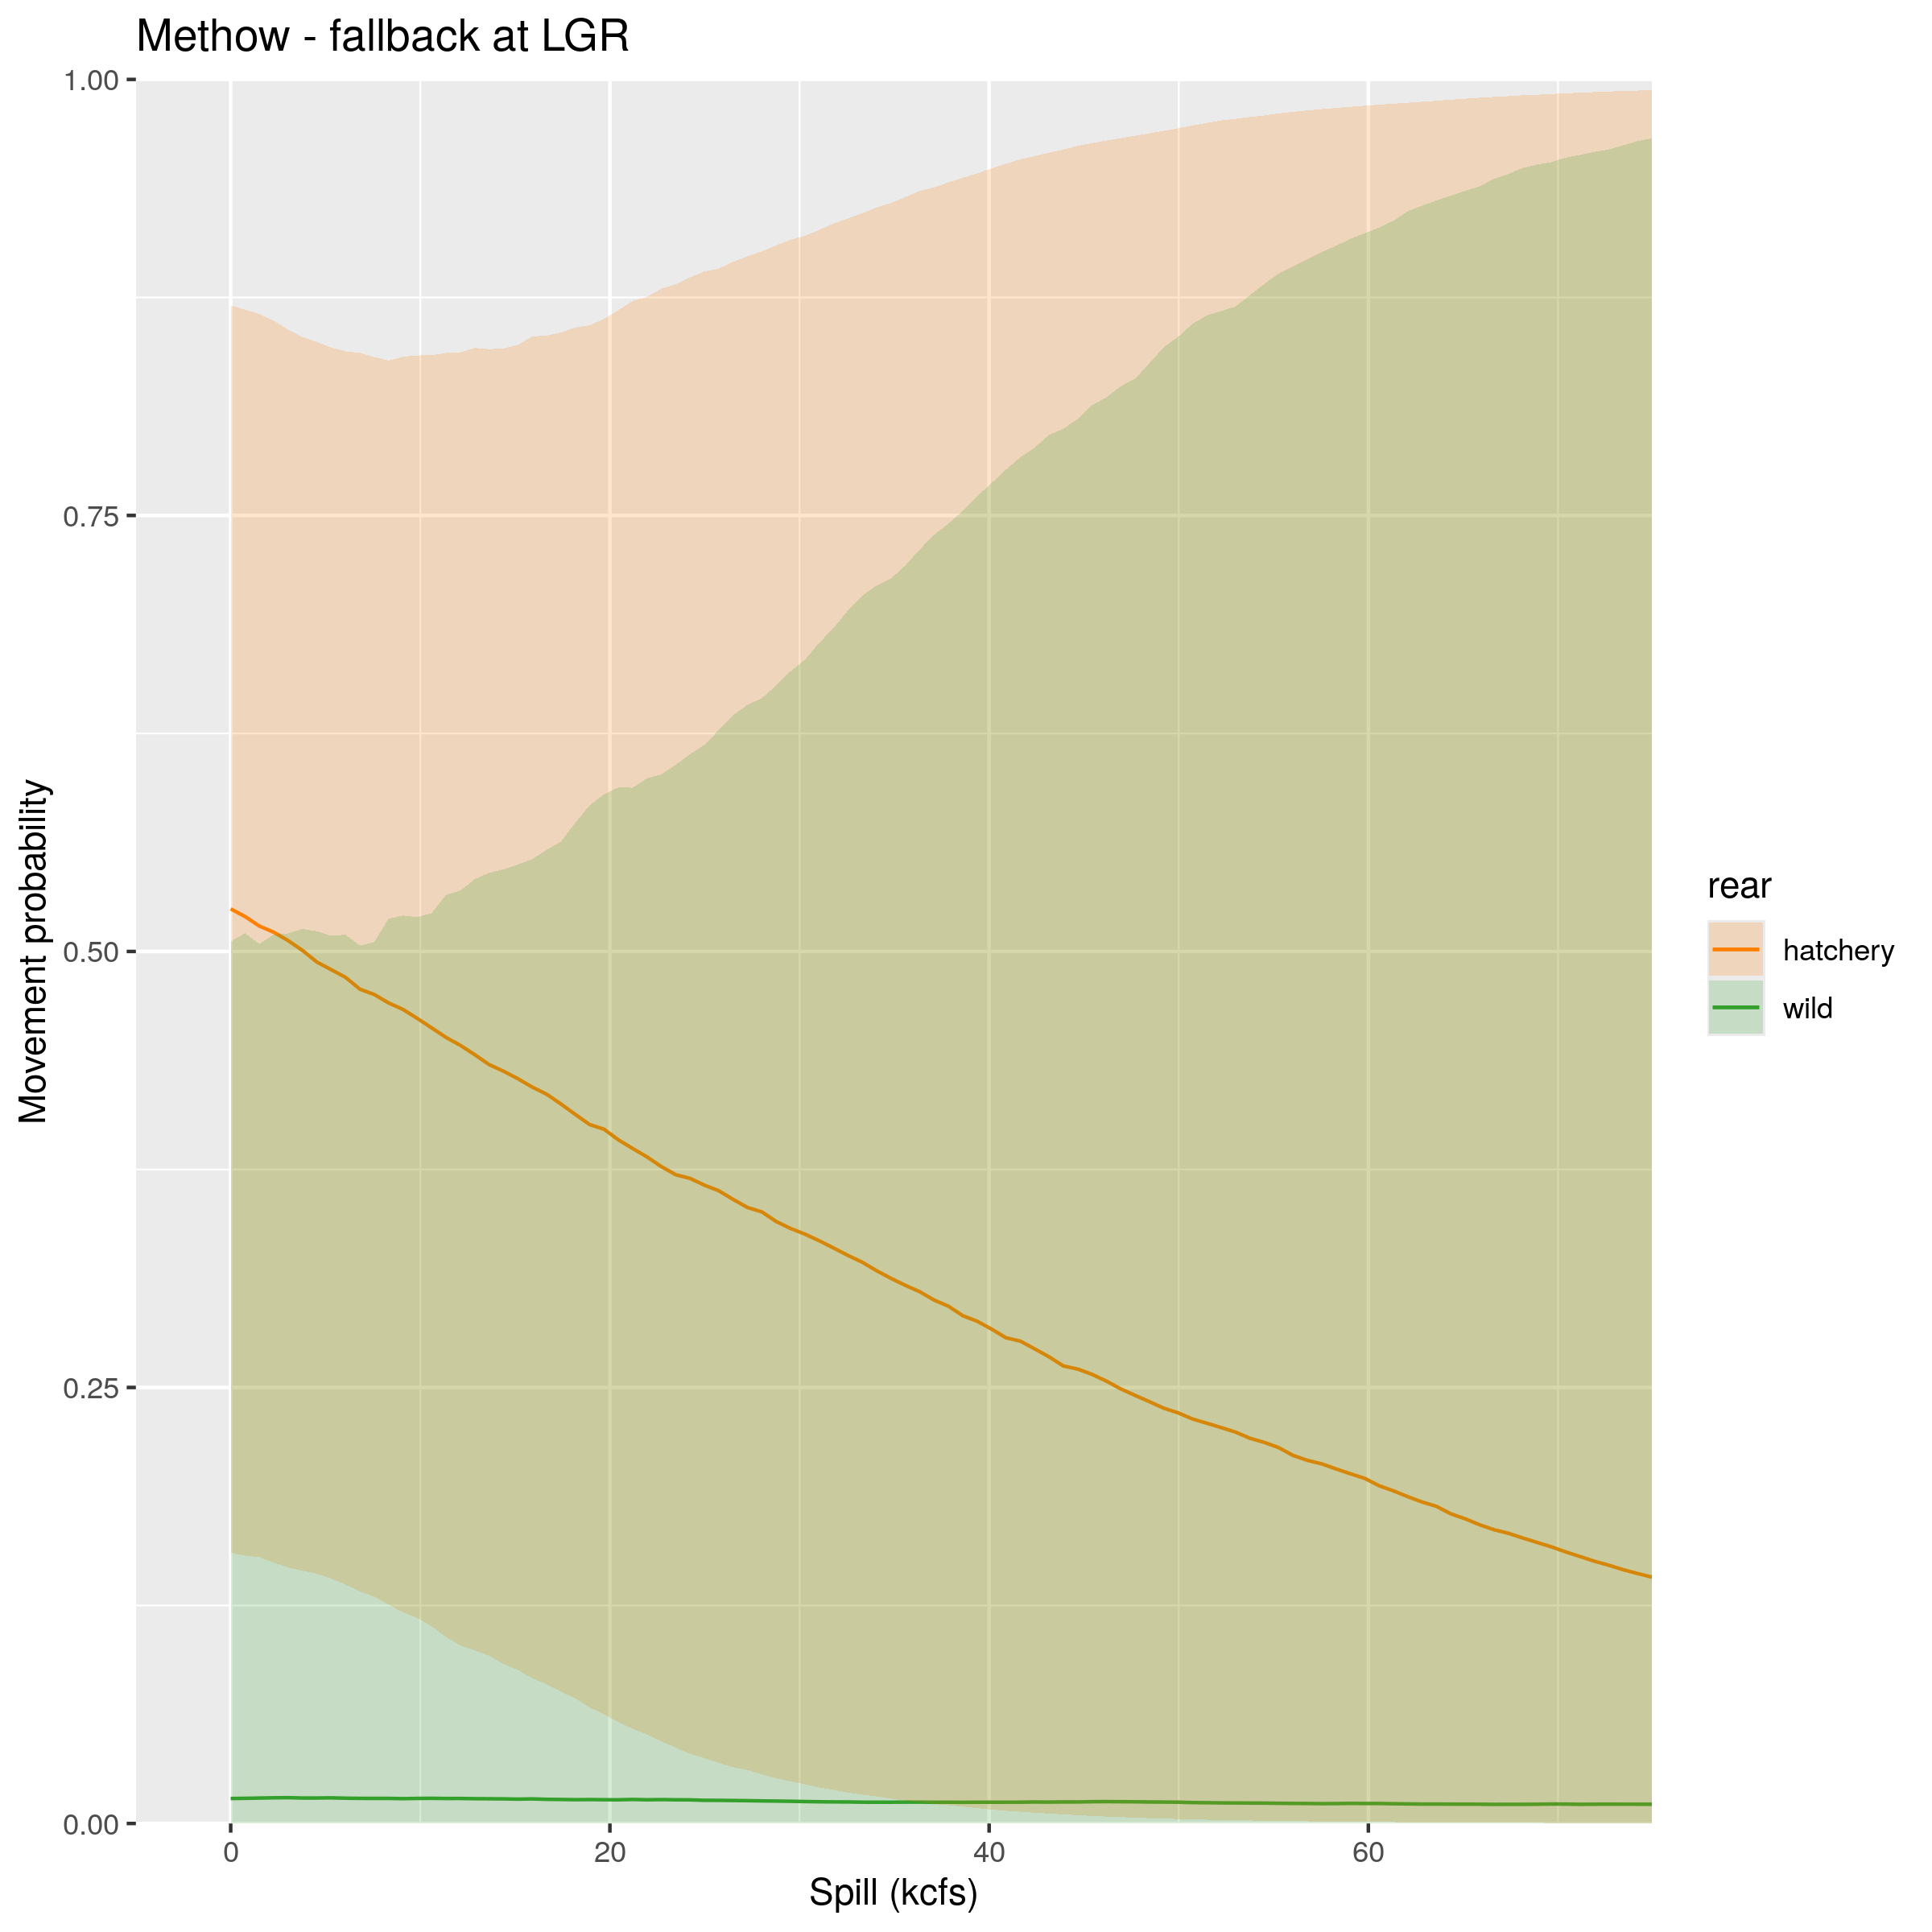 Methow - fallback at LGR
1.00
0.75
0.50
0.25
0.00
Movement probability
0
20
40
60
Spill (kcfs)
rear
hatchery
wild